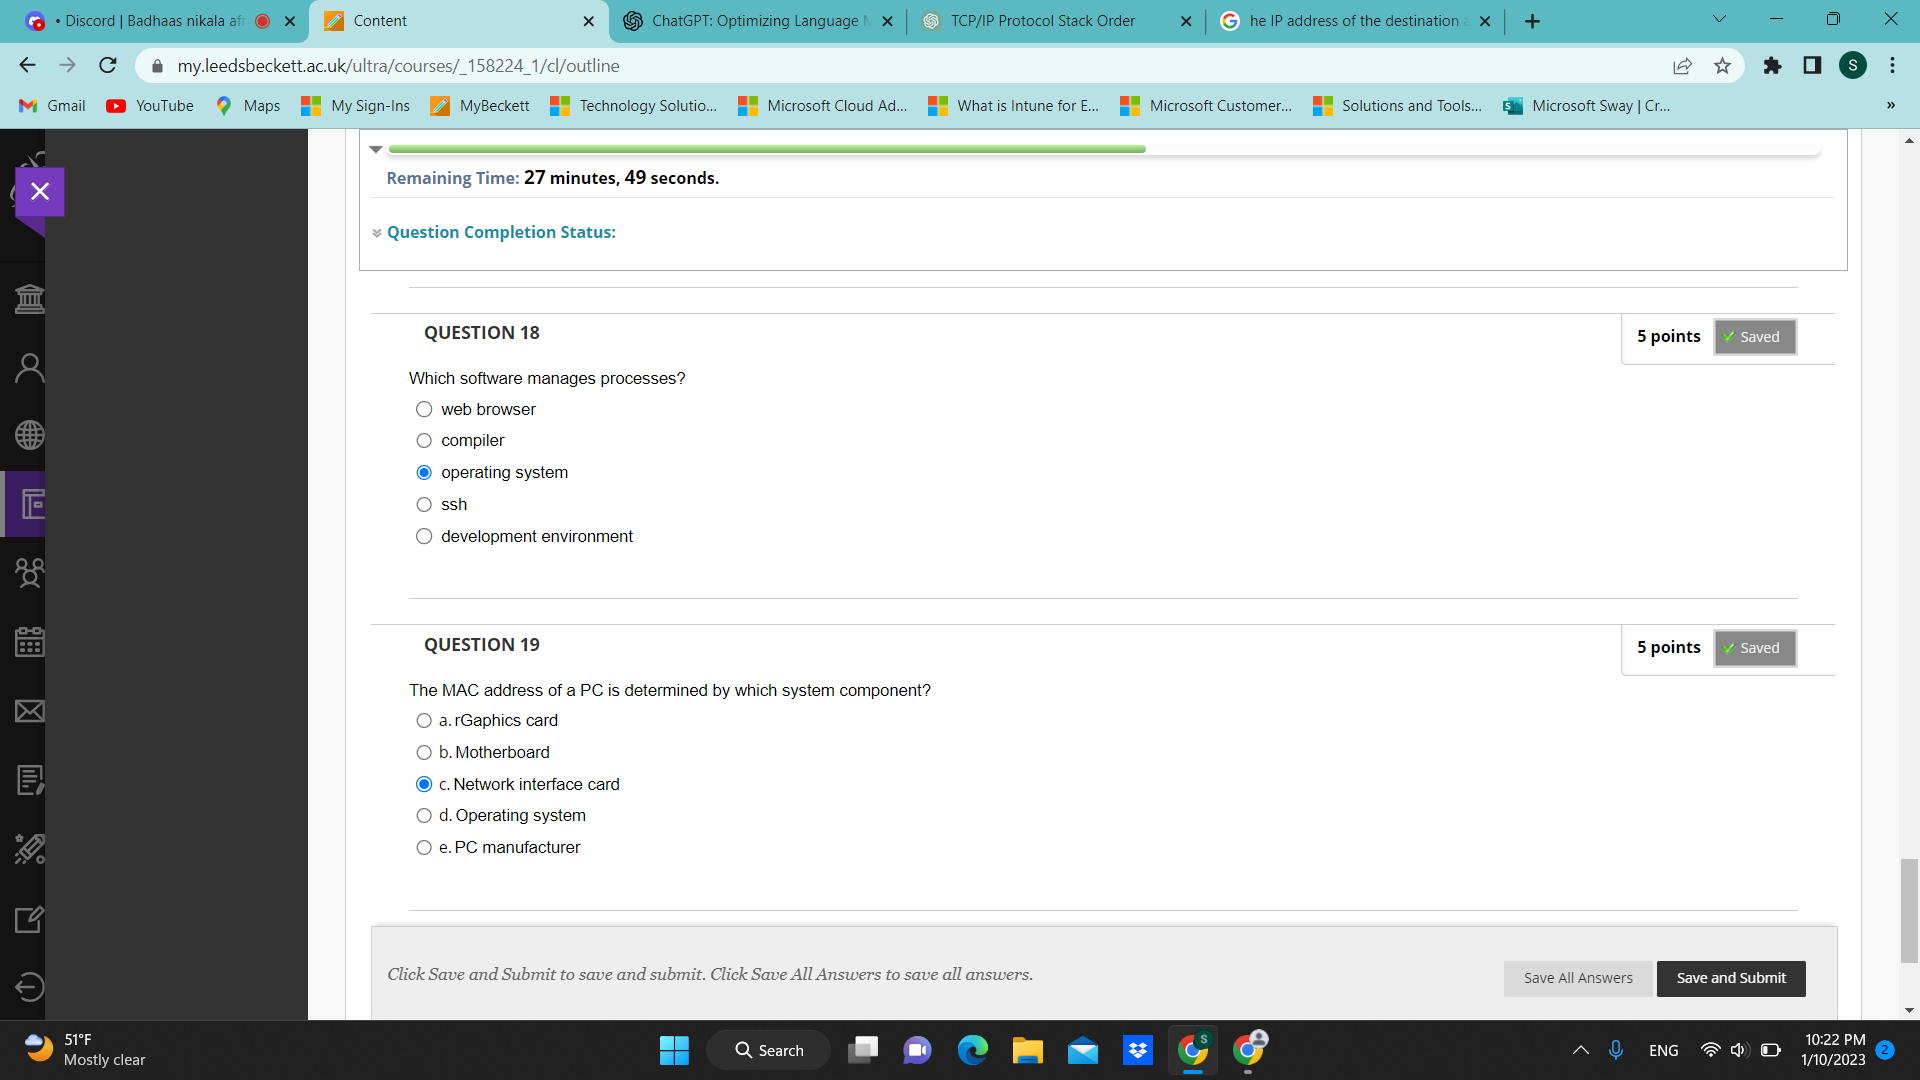 • Discord | Badhaas nikala afr
Content
ChatGPT: Optimizing Language M
TCP/IP Protocol Stack Order
he IP address of the destination a
my.leedsbeckett.ac.uk/ultra/courses/_158224_1/cl/outline
S
Gmail
YouTube
Maps
My Sign-Ins
MyBeckett
Technology Solutio...
Microsoft Cloud Ad...
What is Intune for E...
Microsoft Customer...
Solutions and Tools...
Microsoft Sway | Cr...
»
Remaining Time: 27 minutes, 49 seconds.
Question Completion Status:
QUESTION 18
5 points
Saved
Which software manages processes?
web browser
compiler
operating system
ssh
development environment
QUESTION 19
5 points
Saved
The MAC address of a PC is determined by which system component?
a. rGaphics card
b. Motherboard
c. Network interface card
d. Operating system
e. PC manufacturer
Click Save and Submit to save and submit. Click Save All Answers to save all answers.
Save All Answers
Save and Submit
51°F
Mostly clear
Search
S
ENG
10:22 PM
1/10/2023
2